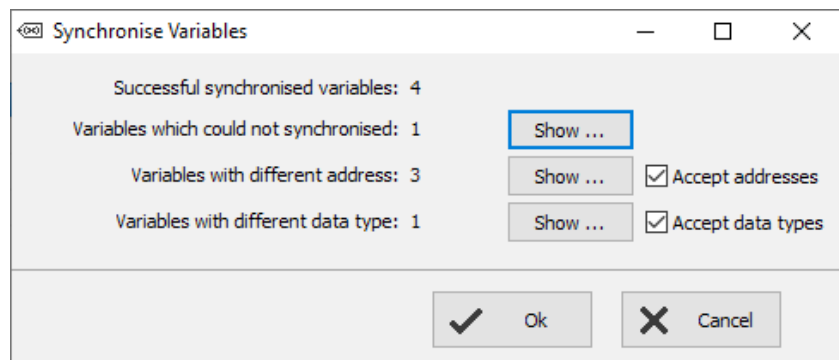 Synchronise Variables
Successful synchronised variables: 4
Variables which could not synchronised: 1 Show ...
Variables with different address: 3 Show ... Accept addresses
Variables with different data type: 1 Show ... Accept data types
Ok Cancel